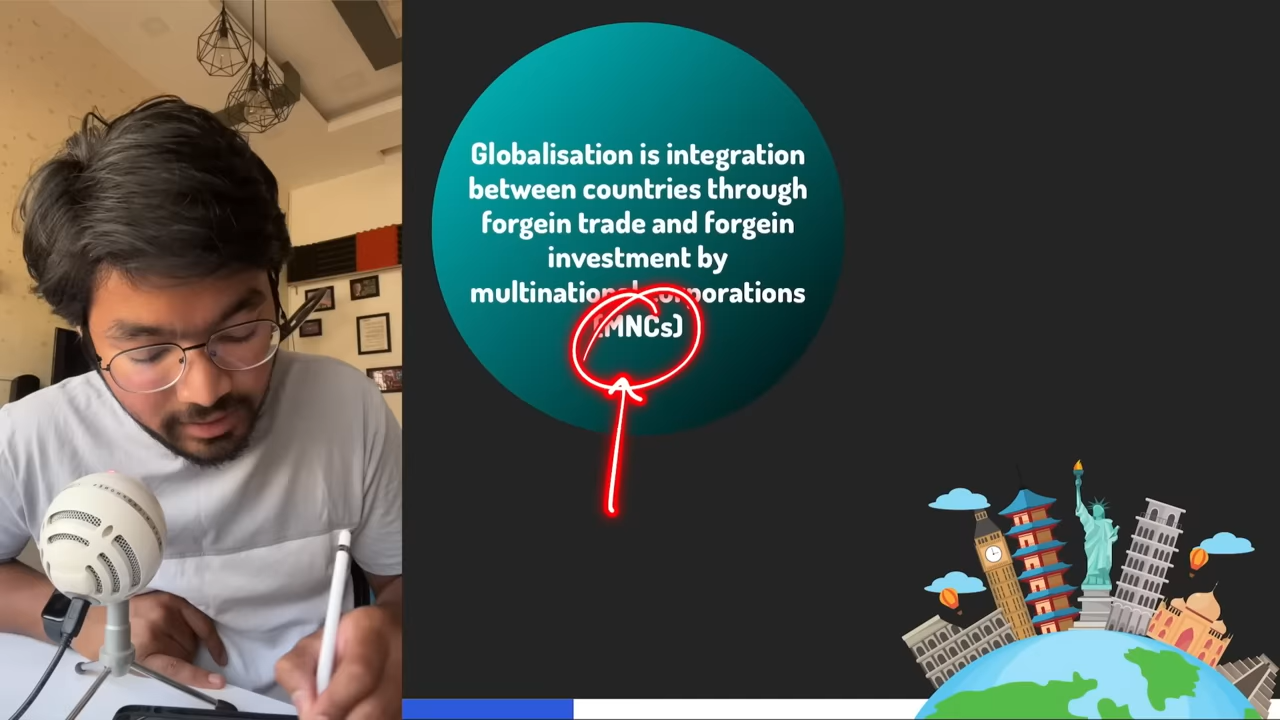 Globalisation is integration
between countries through
forgein trade and forgein
investment by
multinational corporations
(MNCs)